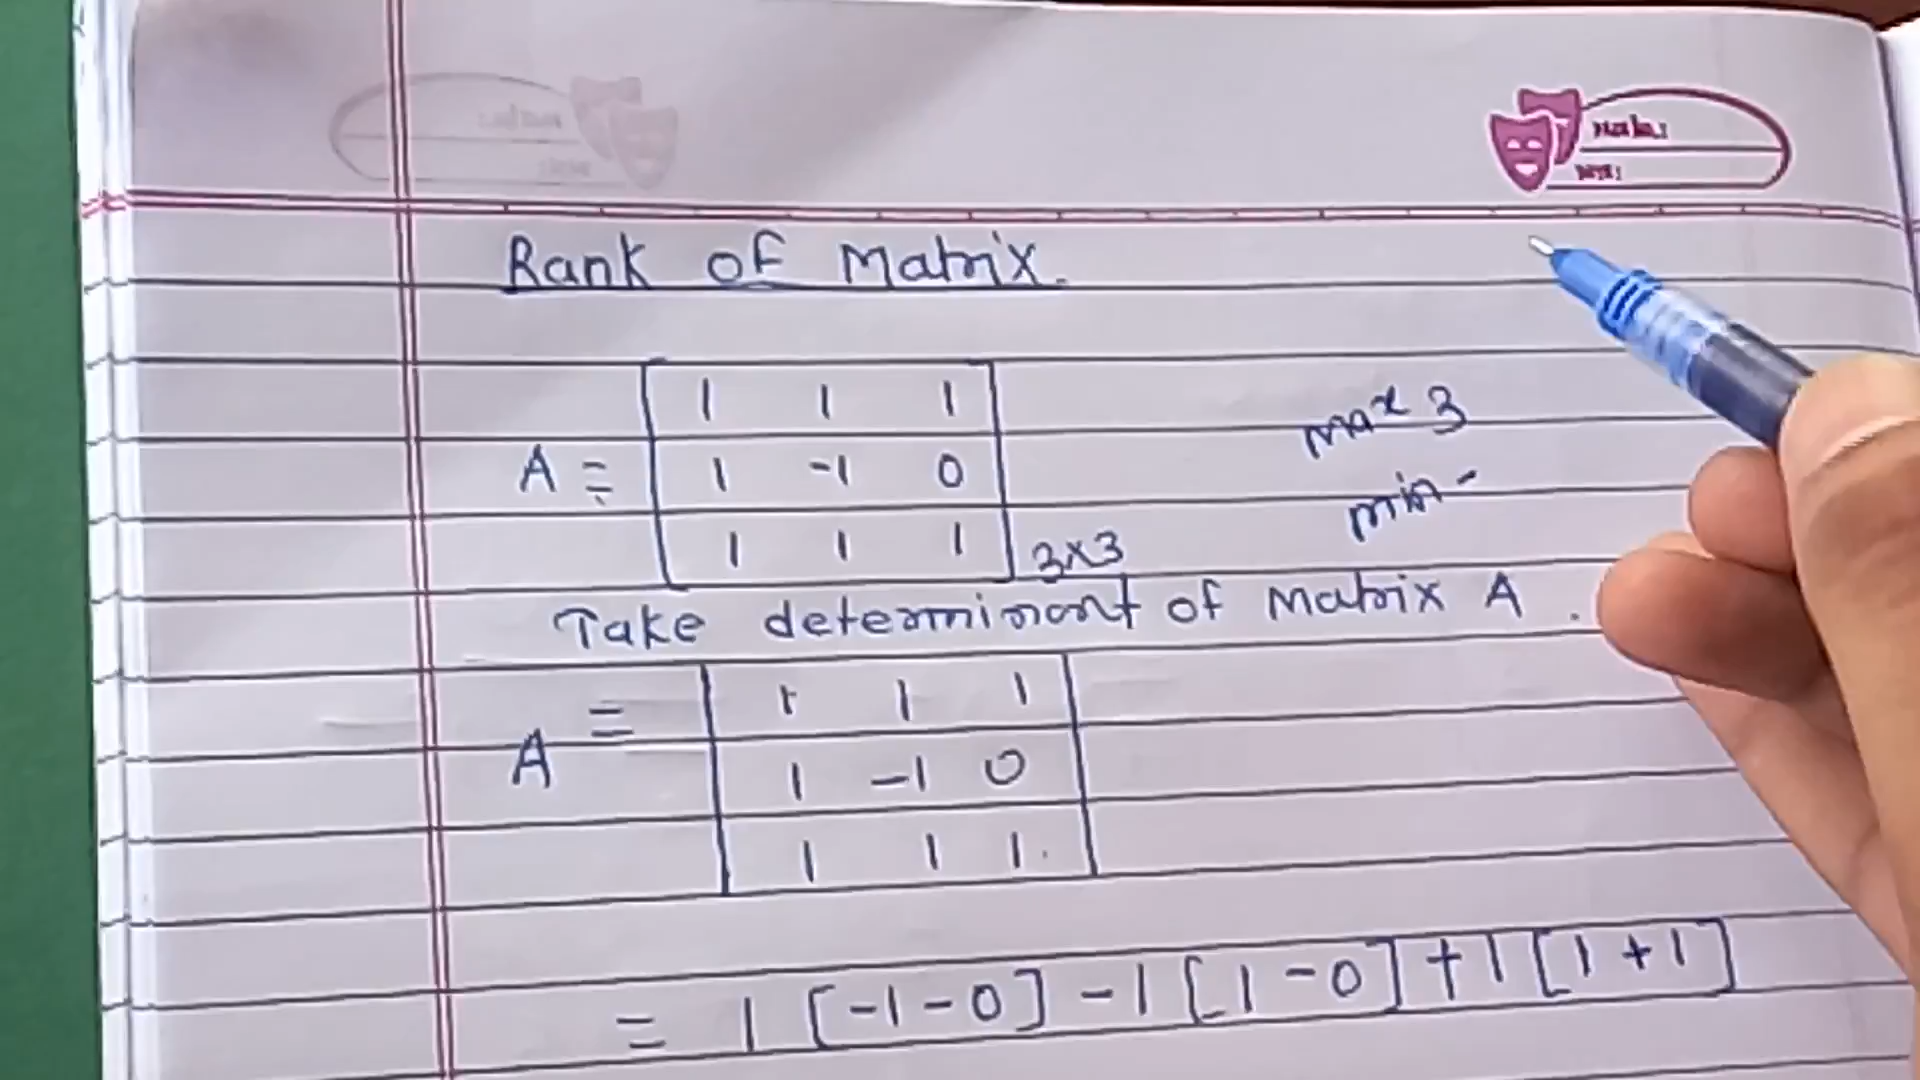 Rank of Matrix.
1 1 1
A = 1 -1 0
1 1 1 3x3
max 3
min -
Take determinant of Matrix A .
1 1 1
A = 1 -1 0
1 1 1.
= 1 [-1-0] -1 [1-0] +1 [1+1]